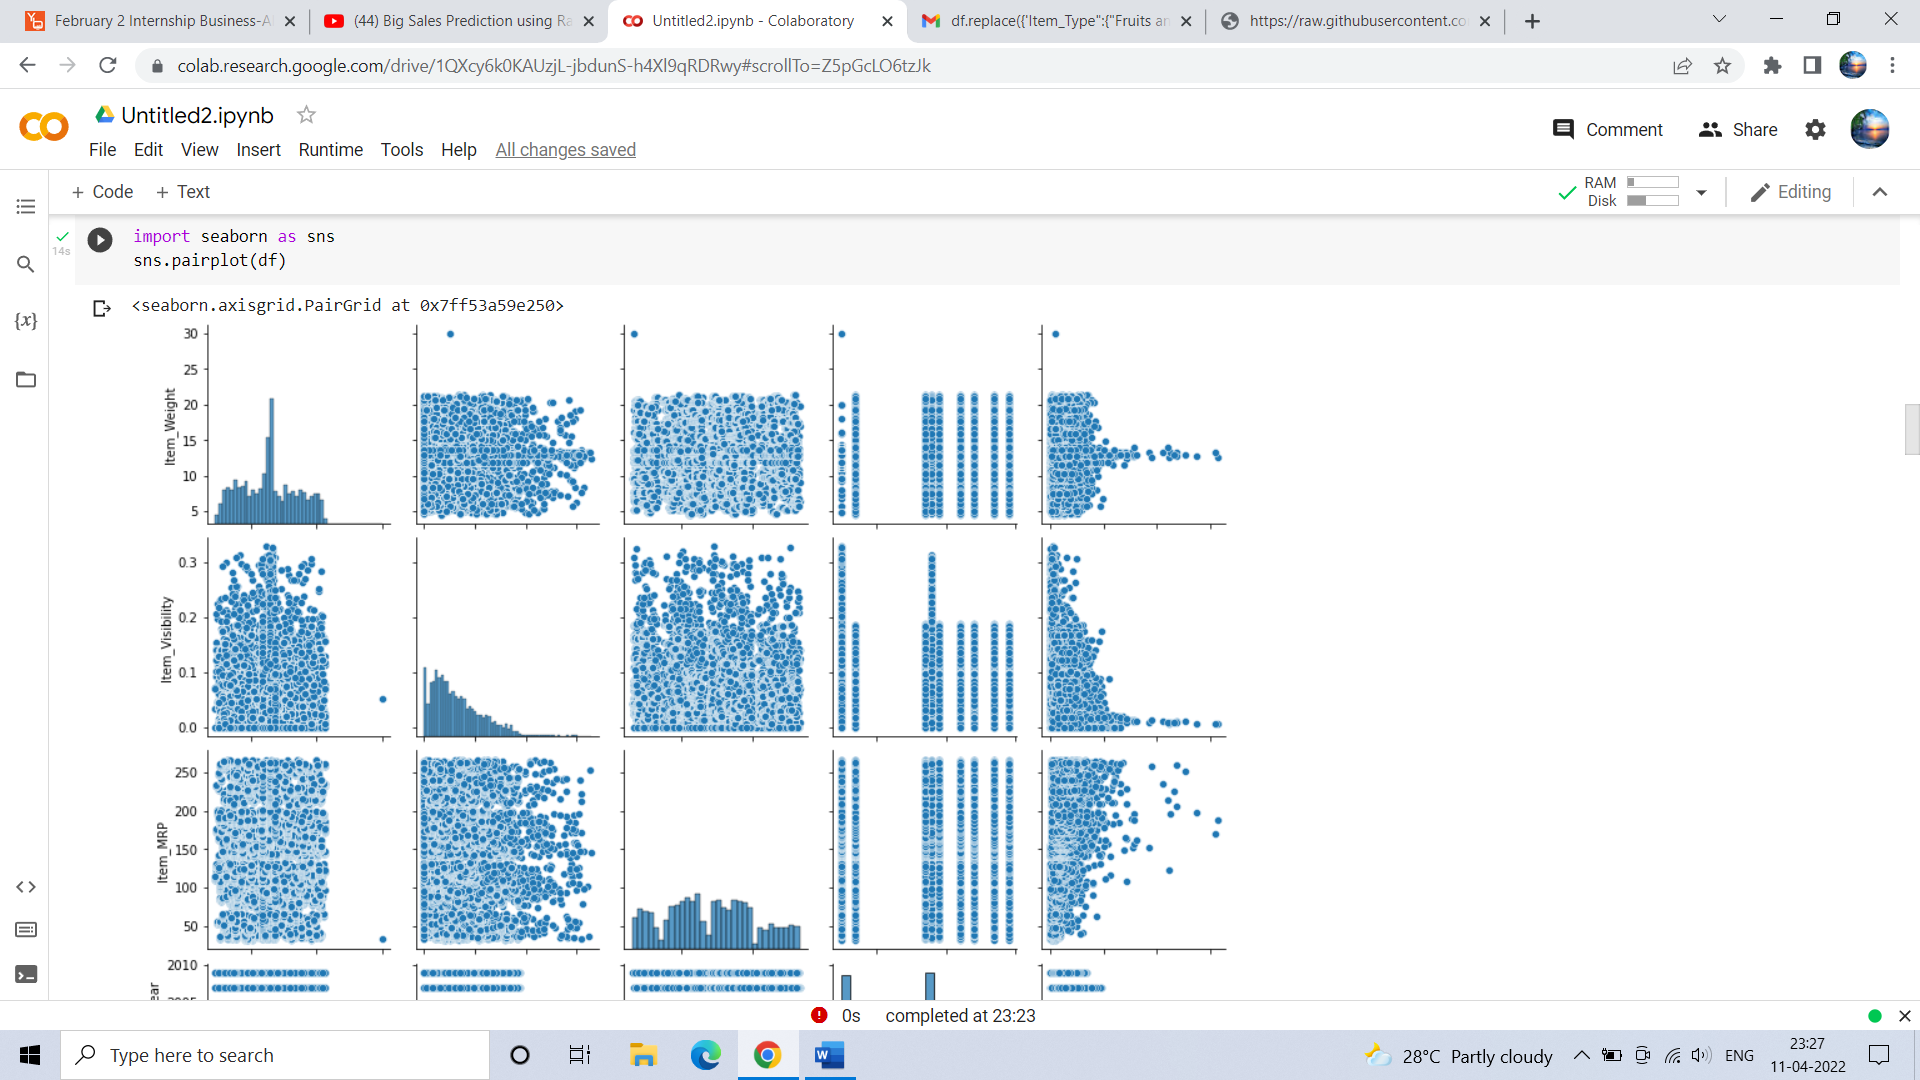 February 2 Internship Business-A
(44) Big Sales Prediction using Ra
Untitled2.ipynb - Colaboratory
df.replace({'Item_Type':{"Fruits an
https://raw.githubusercontent.co
colab.research.google.com/drive/1QXcy6k0KAUzjL-jbdunS-h4Xl9qRDRwy#scrollTo=Z5pGcLO6tzJk
Untitled2.ipynb
Comment
Share
File Edit View Insert Runtime Tools Help All changes saved
+ Code + Text
RAM
Disk
Editing
14s
import seaborn as sns
sns.pairplot(df)
{x}
<seaborn.axisgrid.PairGrid at 0x7ff53a59e250>
30
25
20
15
10
5
Item_Weight
0.3
0.2
0.1
0.0
Item_Visibility
250
200
150
100
50
Item_MRP
2010
ear
0s completed at 23:23
Type here to search
28°C Partly cloudy
ENG
23:27
11-04-2022